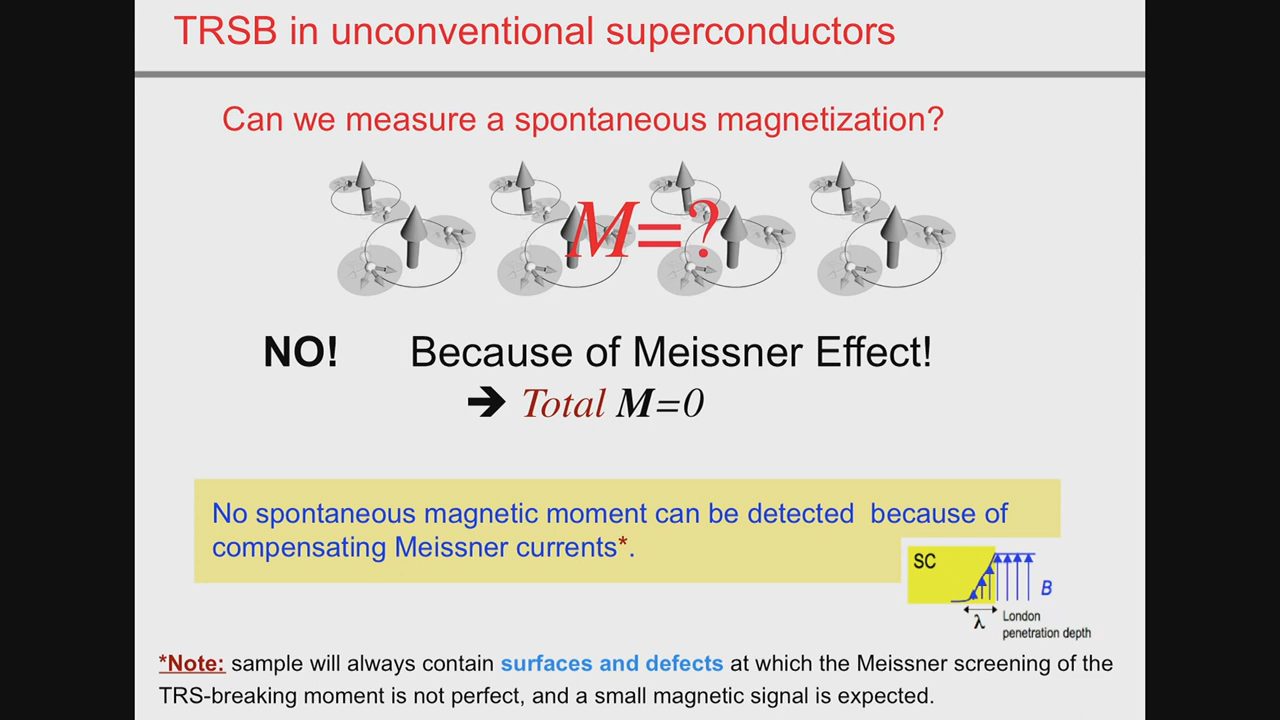 TRSB in unconventional superconductors
Can we measure a spontaneous magnetization?
M=?
NO! Because of Meissner Effect!
➔ Total M=0
No spontaneous magnetic moment can be detected because of
compensating Meissner currents*.
SC
B
λ
London
penetration depth
*Note: sample will always contain surfaces and defects at which the Meissner screening of the
TRS-breaking moment is not perfect, and a small magnetic signal is expected.